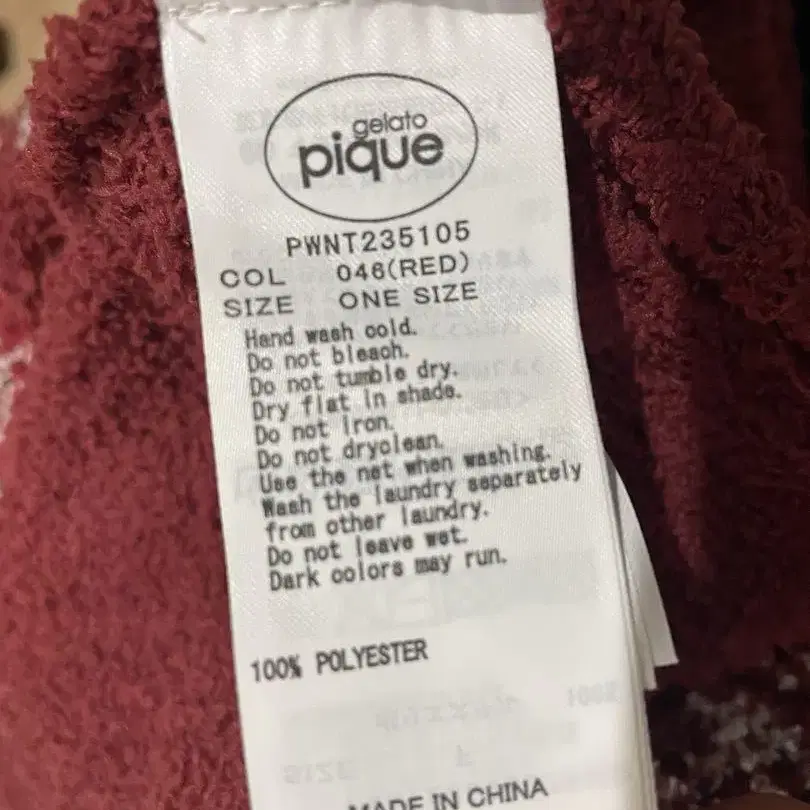 gelato
pique
PWNT235105
COL 046(RED)
SIZE ONE SIZE
Hand wash cold.
Do not bleach.
Do not tumble dry.
Dry flat in shade.
Do not iron.
Do not dryclean.
Use the net when washing.
Wash the laundry separately
from other laundry.
Do not leave wet.
Dark colors may run.
100% POLYESTER
MADE IN CHINA